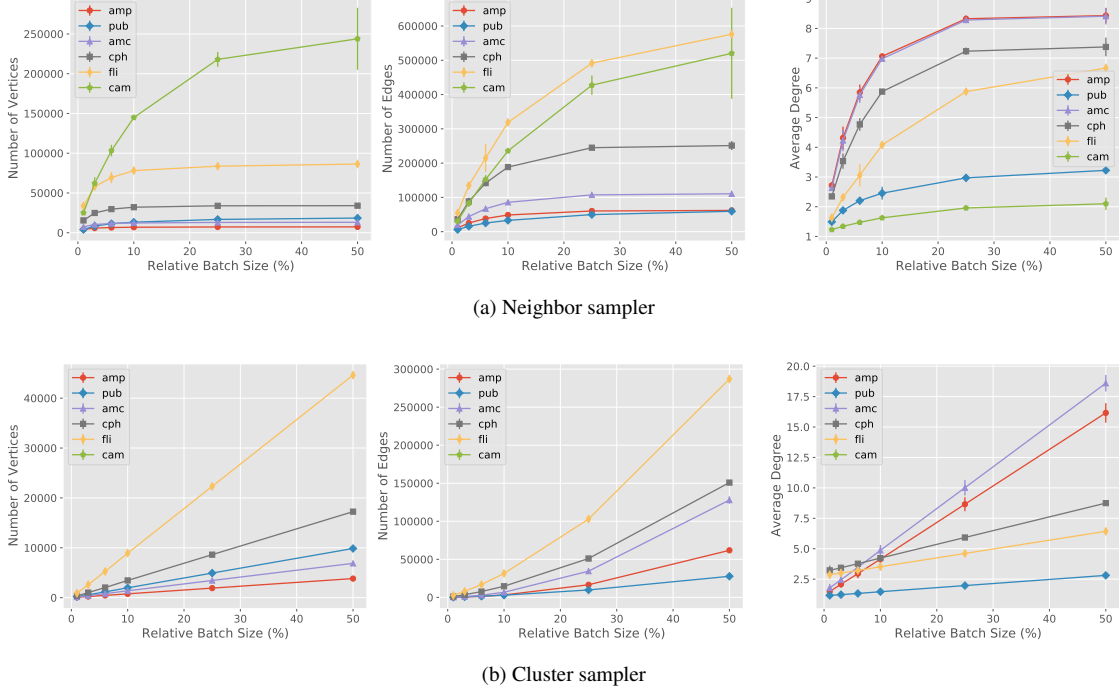 amp
pub
amc
cph
fli
cam
250000
200000
150000
100000
50000
0
Number of Vertices
0 10 20 30 40 50
Relative Batch Size (%)
amp
pub
amc
cph
fli
cam
600000
500000
400000
300000
200000
100000
0
Number of Edges
0 10 20 30 40 50
Relative Batch Size (%)
8
7
6
5
4
3
2
1
Average Degree
amp
pub
amc
cph
fli
cam
0 10 20 30 40 50
Relative Batch Size (%)
(a) Neighbor sampler
amp
pub
amc
cph
fli
cam
40000
30000
20000
10000
0
Number of Vertices
0 10 20 30 40 50
Relative Batch Size (%)
amp
pub
amc
cph
fli
cam
300000
250000
200000
150000
100000
50000
0
Number of Edges
0 10 20 30 40 50
Relative Batch Size (%)
amp
pub
amc
cph
fli
cam
20.0
17.5
15.0
12.5
10.0
7.5
5.0
2.5
Average Degree
0 10 20 30 40 50
Relative Batch Size (%)
(b) Cluster sampler